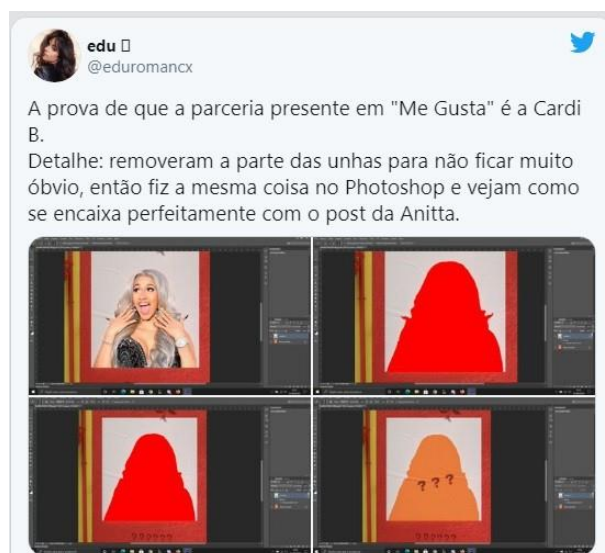 edu
@eduromancx
A prova de que a parceria presente em "Me Gusta" é a Cardi
B.
Detalhe: removeram a parte das unhas para não ficar muito
óbvio, então fiz a mesma coisa no Photoshop e vejam como
se encaixa perfeitamente com o post da Anitta.
? ? ?